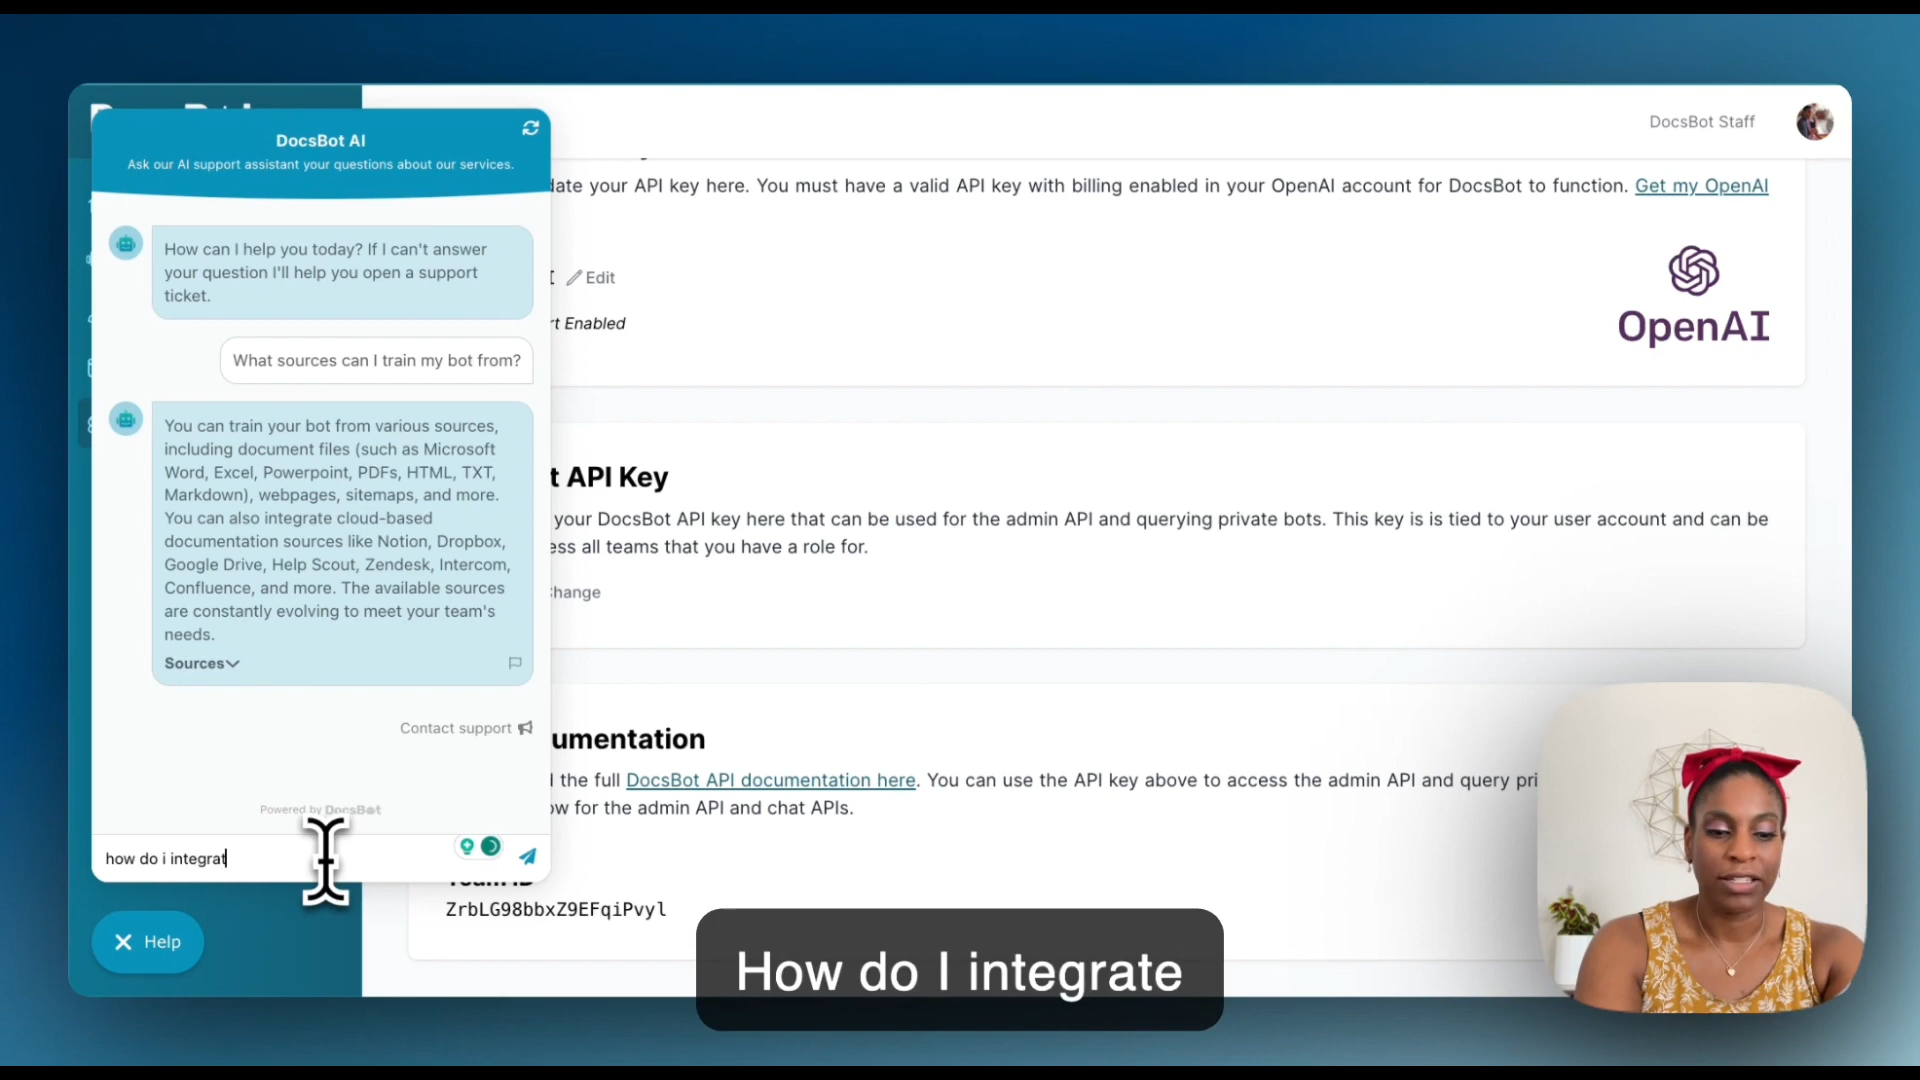 DocsBot AI
Ask our AI support assistant your questions about our services.
How can I help you today? If I can't answer
your question I'll help you open a support
ticket.
What sources can I train my bot from?
You can train your bot from various sources,
including document files (such as Microsoft
Word, Excel, Powerpoint, PDFs, HTML, TXT,
Markdown), webpages, sitemaps, and more.
You can also integrate cloud-based
documentation sources like Notion, Dropbox,
Google Drive, Help Scout, Zendesk, Intercom,
Confluence, and more. The available sources
are constantly evolving to meet your team's
needs.
Sources
Contact support
Powered by DocsBot
how do i integrat
Help
DocsBot Staff
your API key here. You must have a valid API key with billing enabled in your OpenAI account for DocsBot to function. Get my OpenAI
Edit
Enabled
OpenAI
API Key
your DocsBot API key here that can be used for the admin API and querying private bots. This key is is tied to your user account and can be
all teams that you have a role for.
the full DocsBot API documentation here. You can use the API key above to access the admin API and query
for the admin API and chat APIs.
ZrbLG98bbxZ9EFqiPvyl
How do I integrate